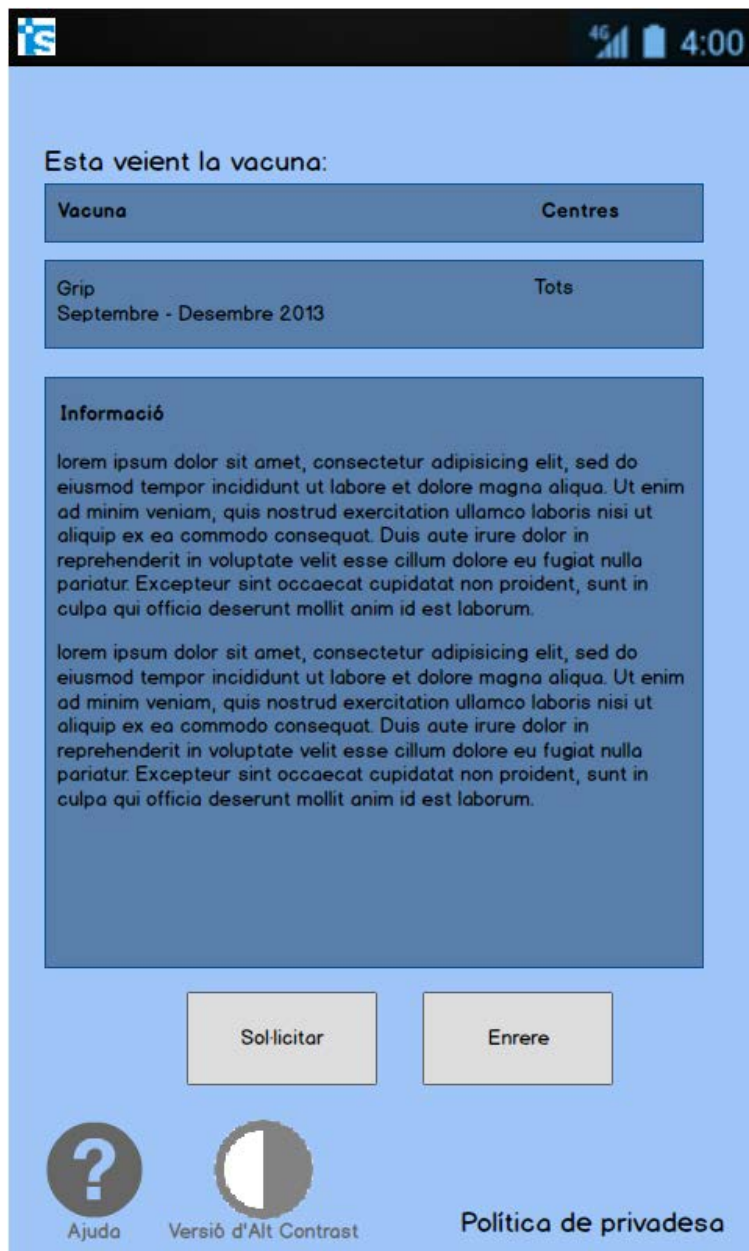 is
4G 4:00
Esta veient la vacuna:
Vacuna Centres
Grip Tots
Septembre - Desembre 2013
Informació
lorem ipsum dolor sit amet, consectetur adipisicing elit, sed do
eiusmod tempor incididunt ut labore et dolore magna aliqua. Ut enim
ad minim veniam, quis nostrud exercitation ullamco laboris nisi ut
aliquip ex ea commodo consequat. Duis aute irure dolor in
reprehenderit in voluptate velit esse cillum dolore eu fugiat nulla
pariatur. Excepteur sint occaecat cupidatat non proident, sunt in
culpa qui officia deserunt mollit anim id est laborum.
lorem ipsum dolor sit amet, consectetur adipisicing elit, sed do
eiusmod tempor incididunt ut labore et dolore magna aliqua. Ut enim
ad minim veniam, quis nostrud exercitation ullamco laboris nisi ut
aliquip ex ea commodo consequat. Duis aute irure dolor in
reprehenderit in voluptate velit esse cillum dolore eu fugiat nulla
pariatur. Excepteur sint occaecat cupidatat non proident, sunt in
culpa qui officia deserunt mollit anim id est laborum.
Sol·licitar Enrere
?
Ajuda Versió d'Alt Contrast Política de privadesa